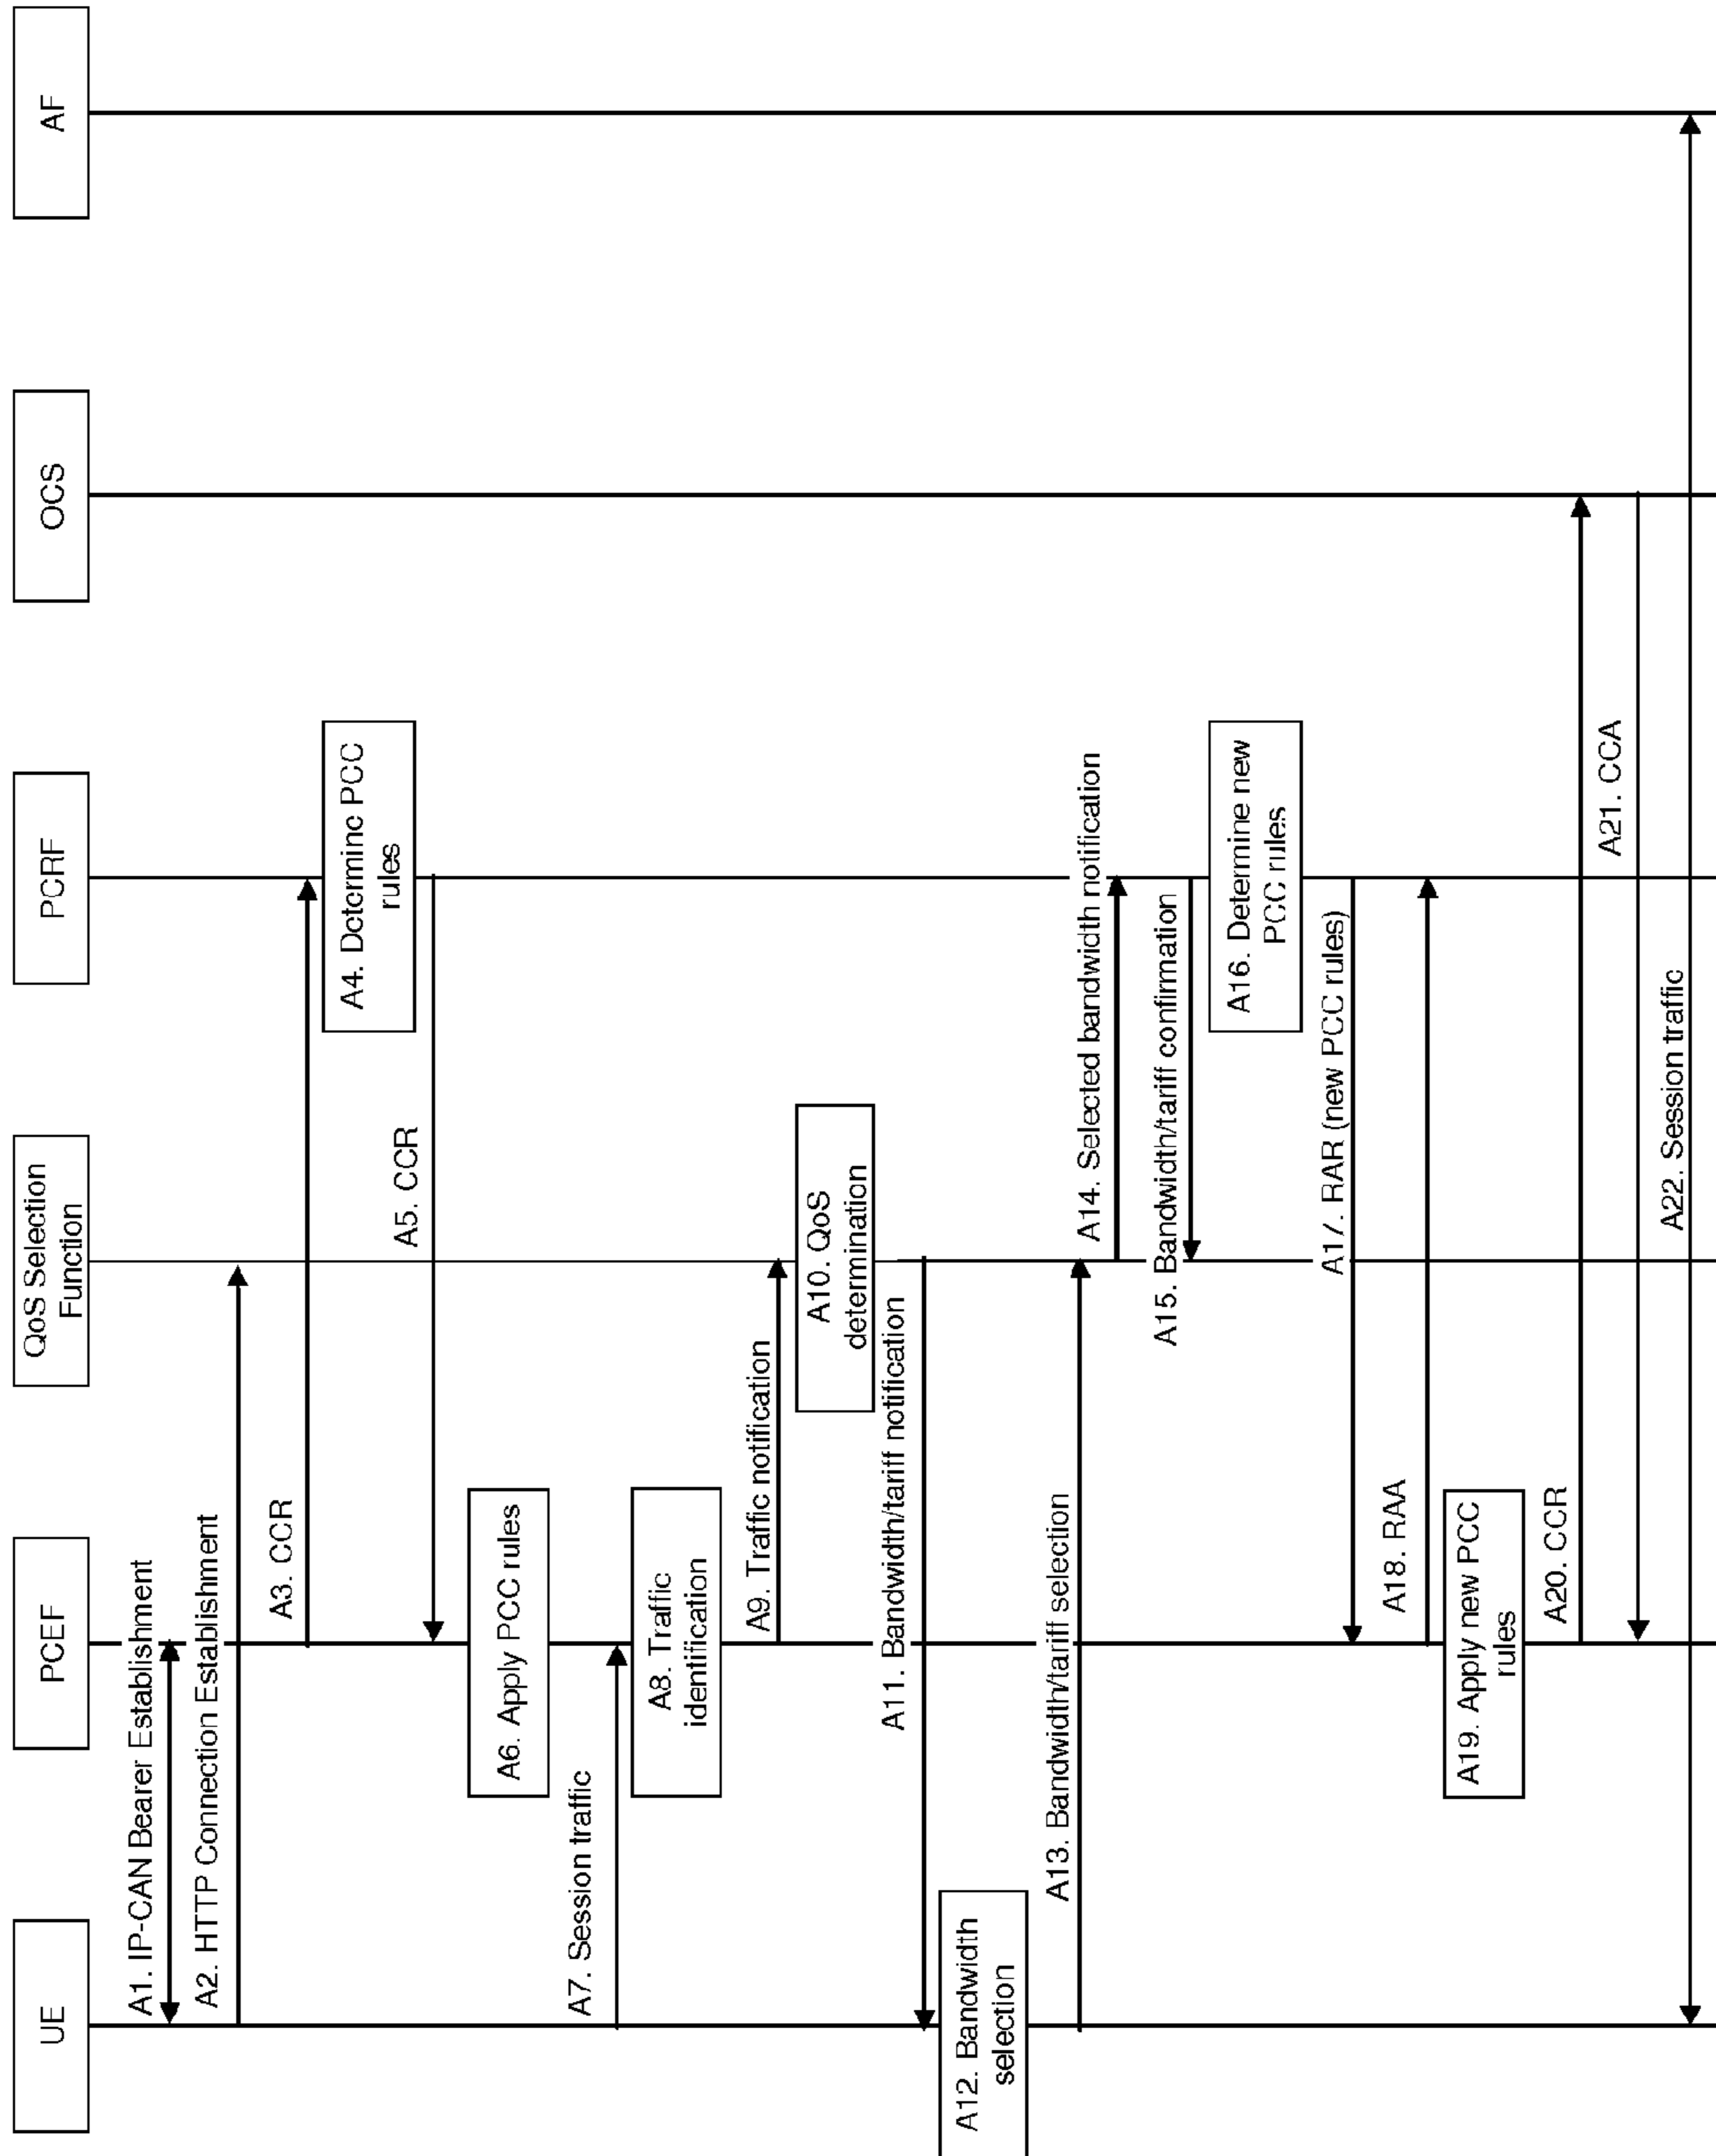 UE
PCEF
QoS Selection
Function
PCRF
OCS
AF
A1. IP-CAN Bearer Establishment
A2. HTTP Connection Establishment
A3. CCR
A4. Determine PCC
rules
A5. CCR
A6. Apply PCC rules
A7. Session traffic
A8. Traffic
identification
A9. Traffic notification
A10. QoS
determination
A11. Bandwidth/tariff notification
A12. Bandwidth
selection
A13. Bandwidth/tariff selection
A14. Selected bandwidth notification
A15. Bandwidth/tariff confirmation
A16. Determine new
PCC rules
A17. RAR (new PCC rules)
A18. RAA
A19. Apply new PCC
rules
A20. CCR
A21. CCA
A22. Session traffic